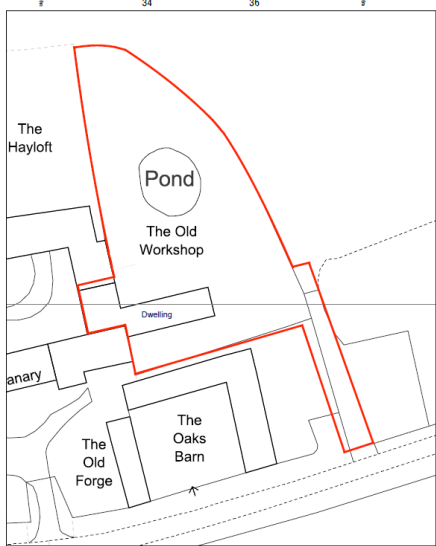 34
36
The
Hayloft
Pond
The Old
Workshop
Dwelling
anary
The
Oaks
Barn
The
Old
Forge